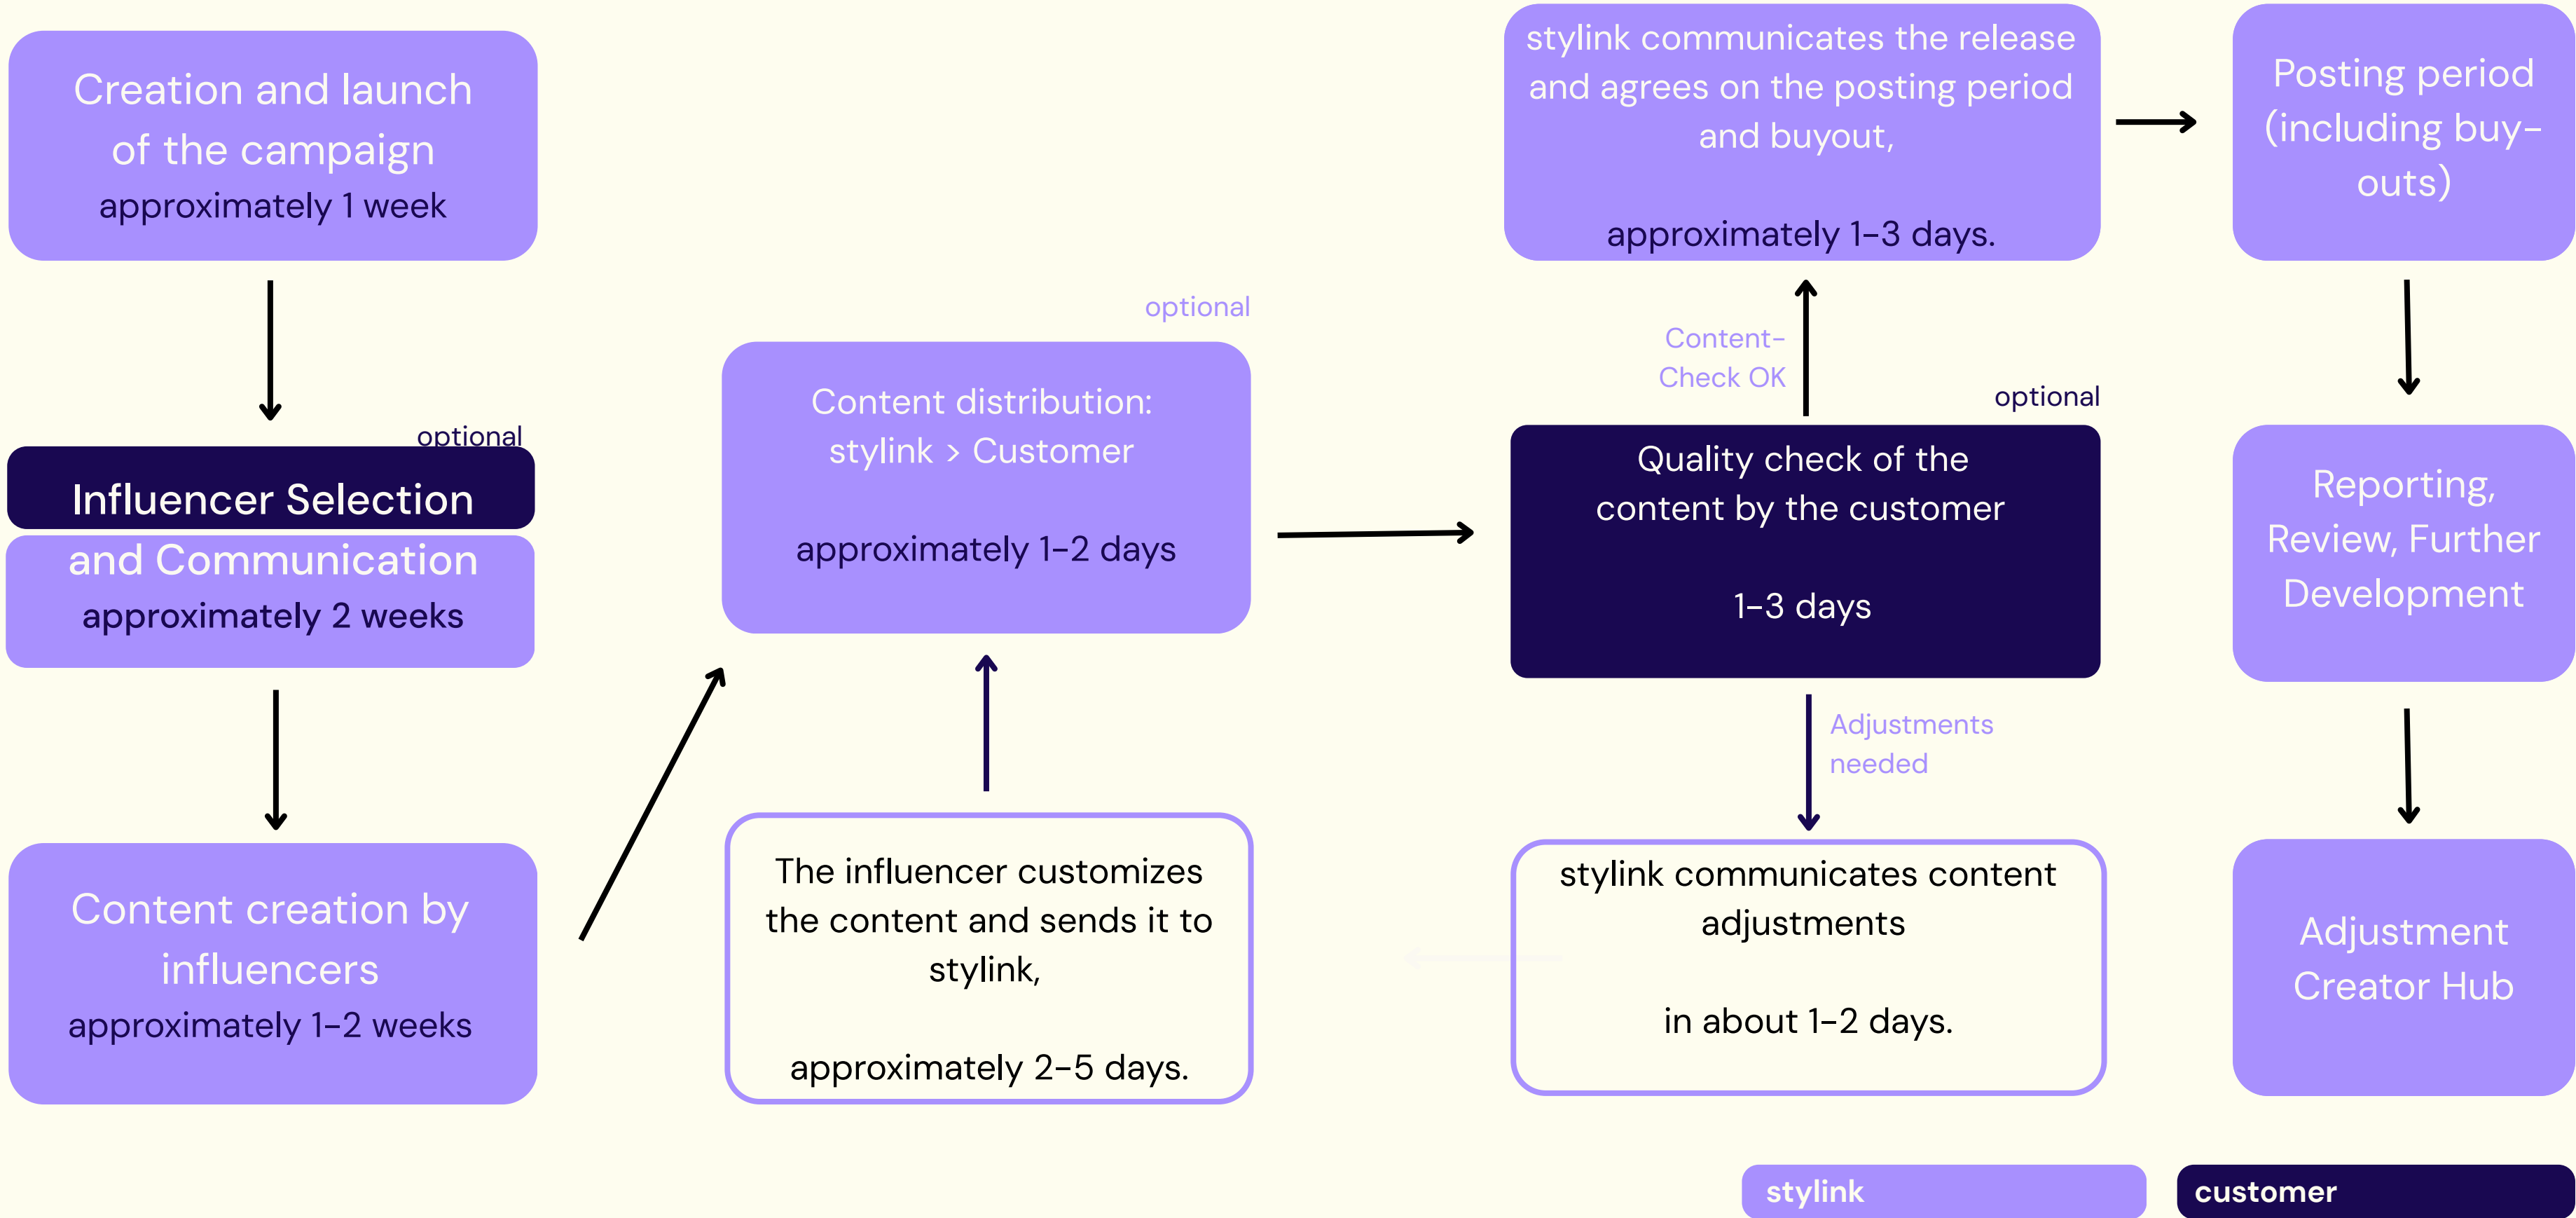 Creation and launch
of the campaign
approximately 1 week
optional
Influencer Selection
and Communication
approximately 2 weeks
Content creation by
influencers
approximately 1-2 weeks
optional
Content distribution:
stylink > Customer
approximately 1-2 days
The influencer customizes
the content and sends it to
stylink,
approximately 2-5 days.
stylink communicates the release
and agrees on the posting period
and buyout,
approximately 1-3 days.
Content-
Check OK
optional
Quality check of the
content by the customer
1-3 days
Adjustments
needed
stylink communicates content
adjustments
in about 1-2 days.
Posting period
(including buy-
outs)
Reporting,
Review, Further
Development
Adjustment
Creator Hub
stylink
customer